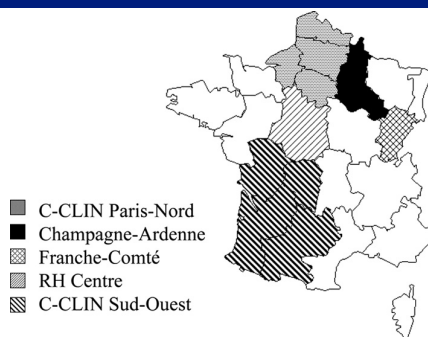 C-CLIN Paris-Nord
Champagne-Ardenne
Franche-Comté
RH Centre
C-CLIN Sud-Ouest